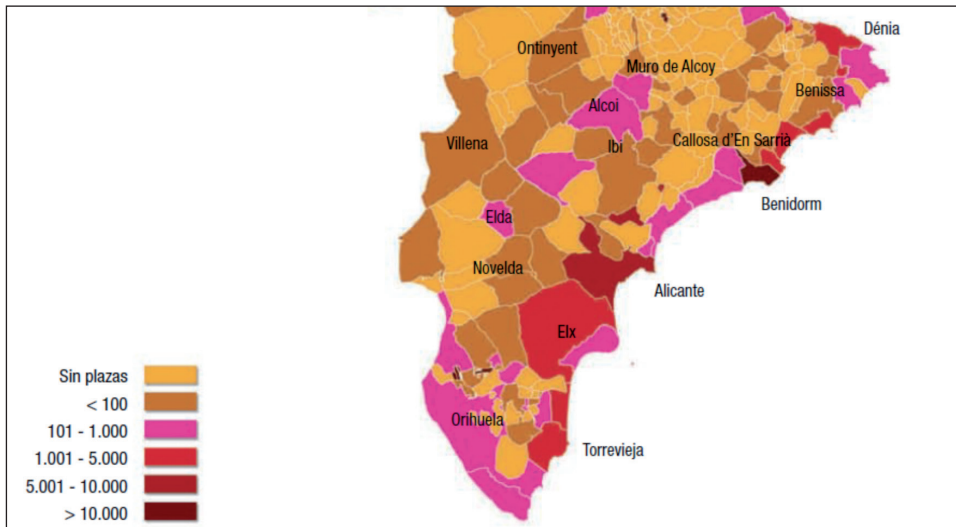 Dénia
Ontinyent
Muro de Alcoy
Benissa
Alcoi
Callosa d'En Sarrià
Villena
Ibi
Benidorm
Elda
Novelda
Alicante
Elx
Sin plazas
< 100
101 - 1.000
Orihuela
1.001 - 5.000
Torrevieja
5.001 - 10.000
> 10.000